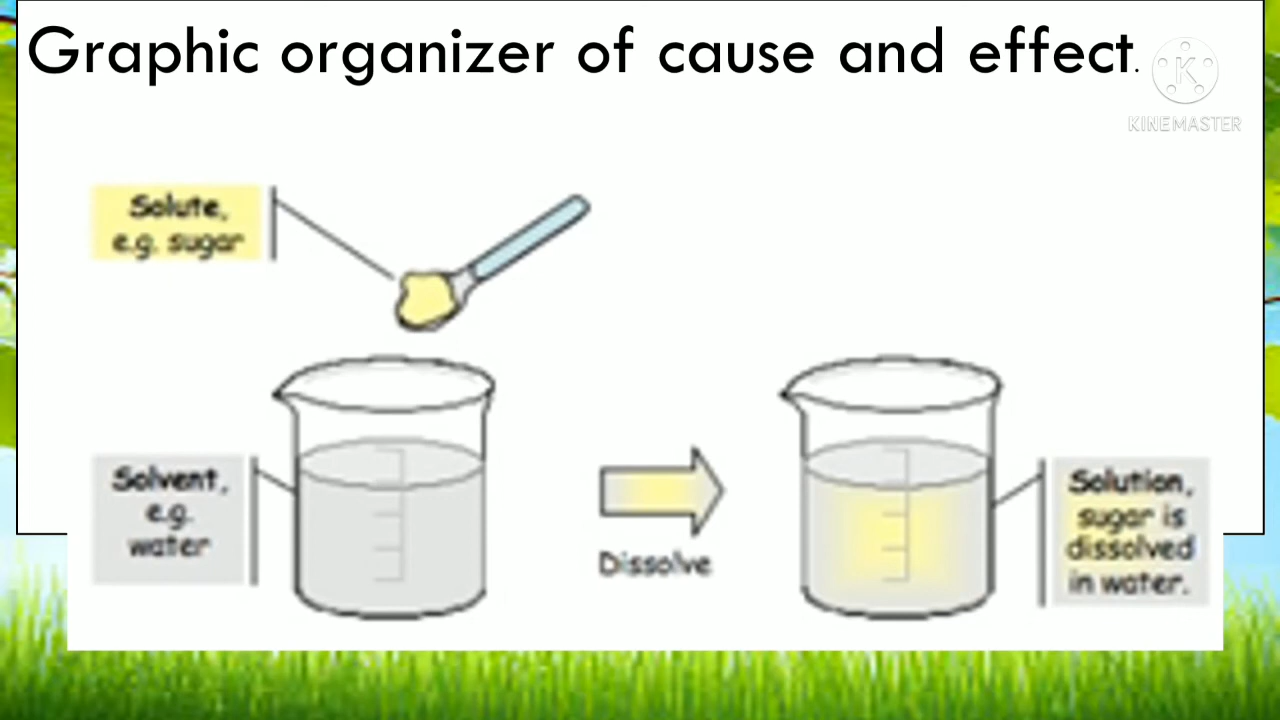 Graphic organizer of cause and effect.
KINEMASTER
Solute,
e.g. sugar
Solvent,
e.g.
water
Dissolve
Solution,
sugar is
dissolved
in water.